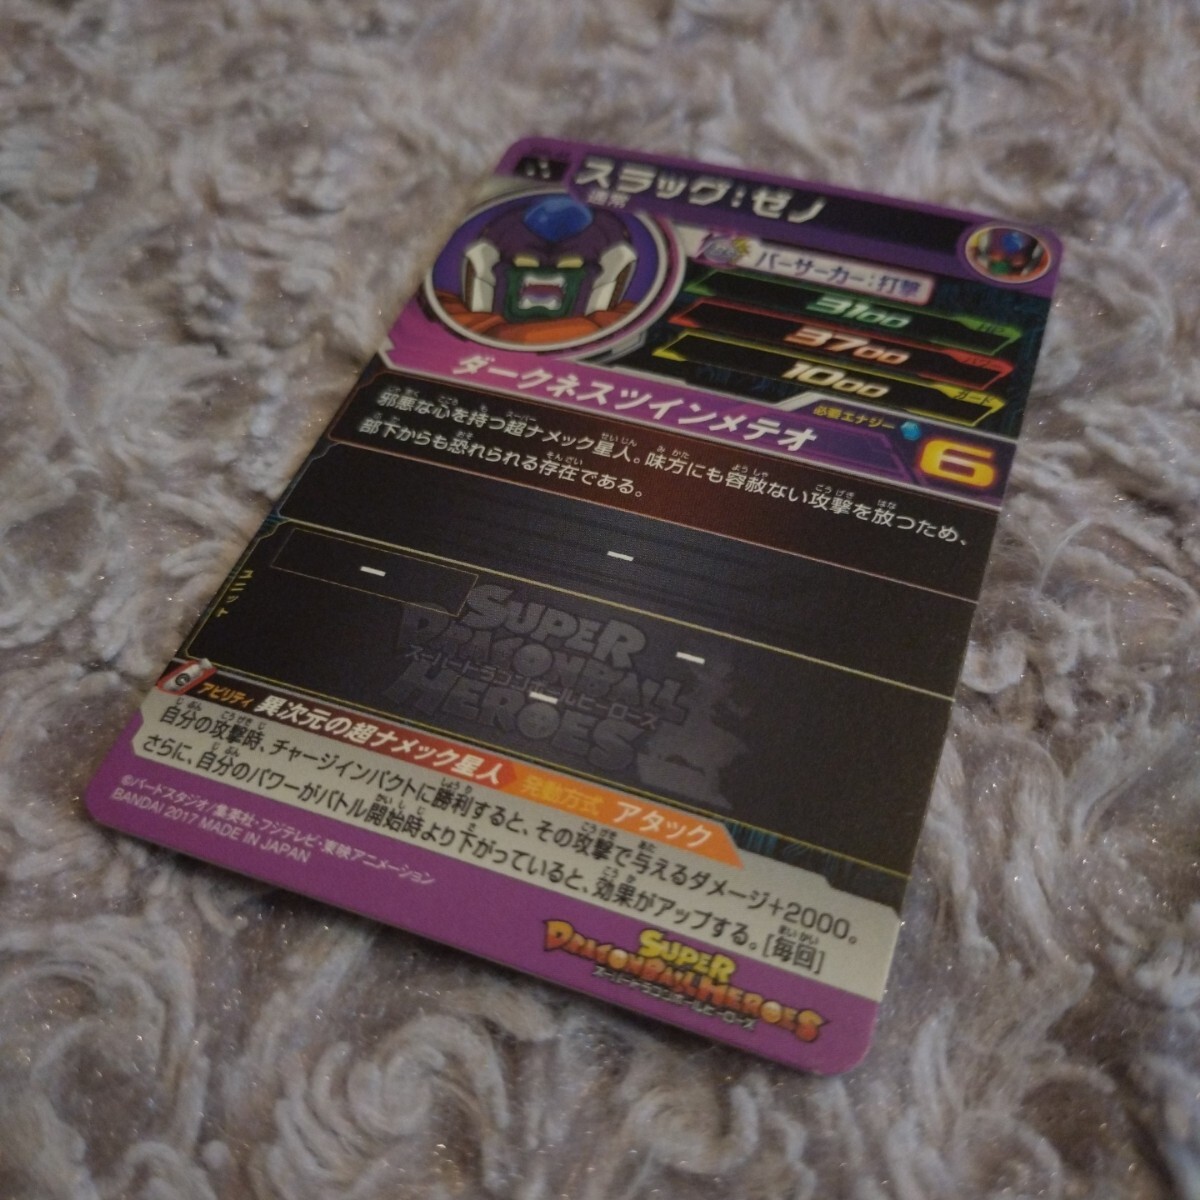 スラッグ：ゼノ
通常
バーサーカー：打撃
3100
3700 パワー
1000 ガード
ダークネスツインメテオ
必要エナジー 6
邪悪な心を持つ超ナメック星人。味方にも容赦ない攻撃を放つため、
部下からも恐れられる存在である。
—
—
ユニット
—
—
SUPER
DRAGONBALL
スーパードラゴンボールヒーローズ
HEROES
C アビリティ 異次元の超ナメック星人 発動方式 アタック
自分の攻撃時、チャージインパクトに勝利すると、その攻撃で与えるダメージ+2000。
さらに、自分のパワーがバトル開始時より下がっていると、効果がアップする。[毎回]
©バードスタジオ/集英社・フジテレビ・東映アニメーション
BANDAI 2017 MADE IN JAPAN
SUPER
DRAGONBALL HEROES
スーパードラゴンボールヒーローズ